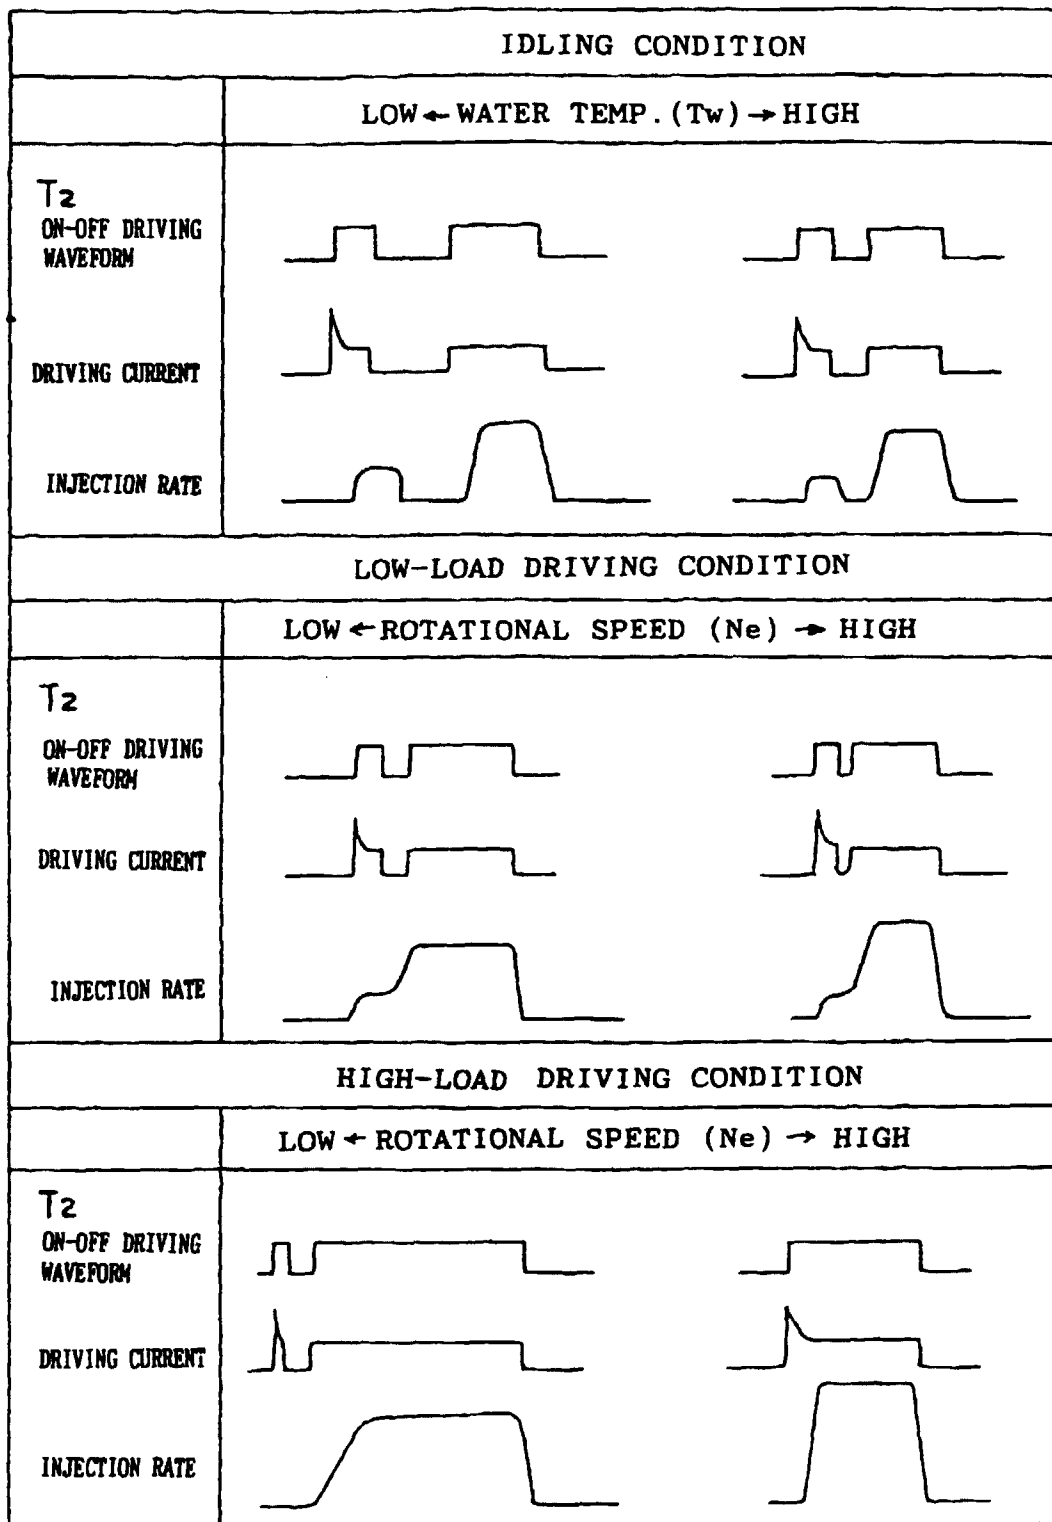 IDLING CONDITION
LOW ← WATER TEMP. (Tw) → HIGH
T2
ON-OFF DRIVING
WAVEFORM
DRIVING CURRENT
INJECTION RATE
LOW-LOAD DRIVING CONDITION
LOW ← ROTATIONAL SPEED (Ne) → HIGH
T2
ON-OFF DRIVING
WAVEFORM
DRIVING CURRENT
INJECTION RATE
HIGH-LOAD DRIVING CONDITION
LOW ← ROTATIONAL SPEED (Ne) → HIGH
T2
ON-OFF DRIVING
WAVEFORM
DRIVING CURRENT
INJECTION RATE